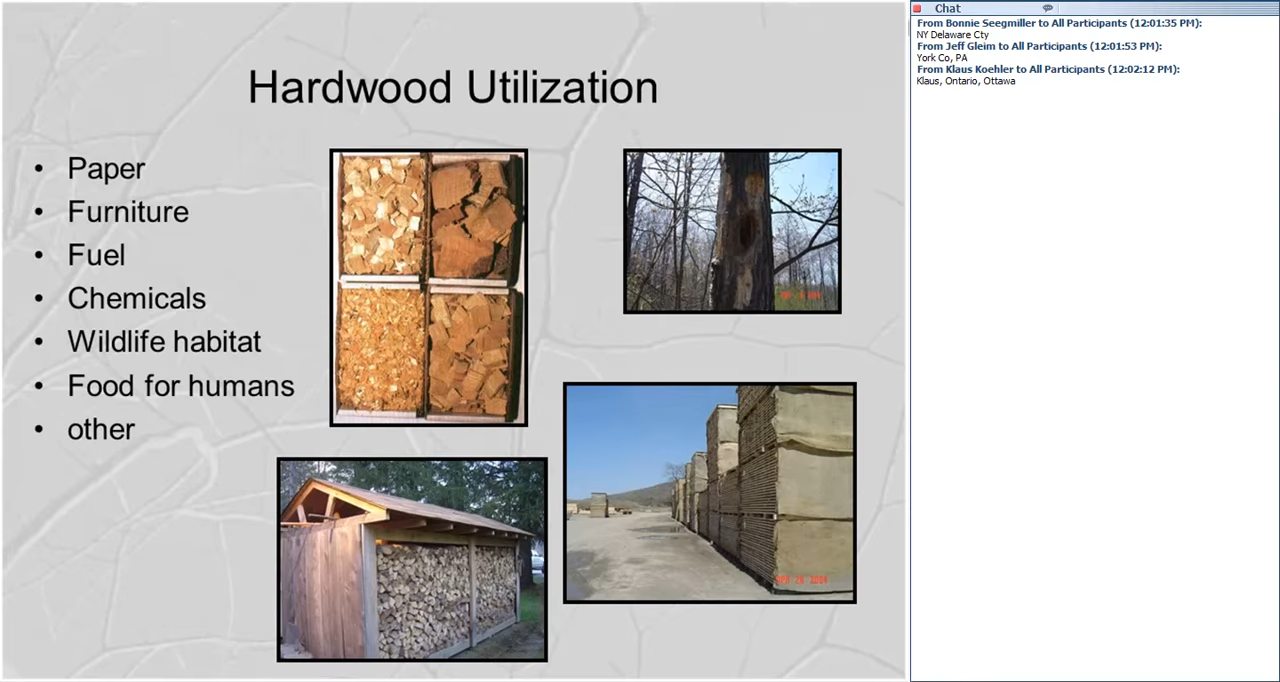 Hardwood Utilization
• Paper
• Furniture
• Fuel
• Chemicals
• Wildlife habitat
• Food for humans
• other
2004
Chat
From Bonnie Seegmiller to All Participants (12:01:35 PM):
NY Delaware Cty
From Jeff Gleim to All Participants (12:01:53 PM):
York Co, PA
From Klaus Koehler to All Participants (12:02:12 PM):
Klaus, Ontario, Ottawa